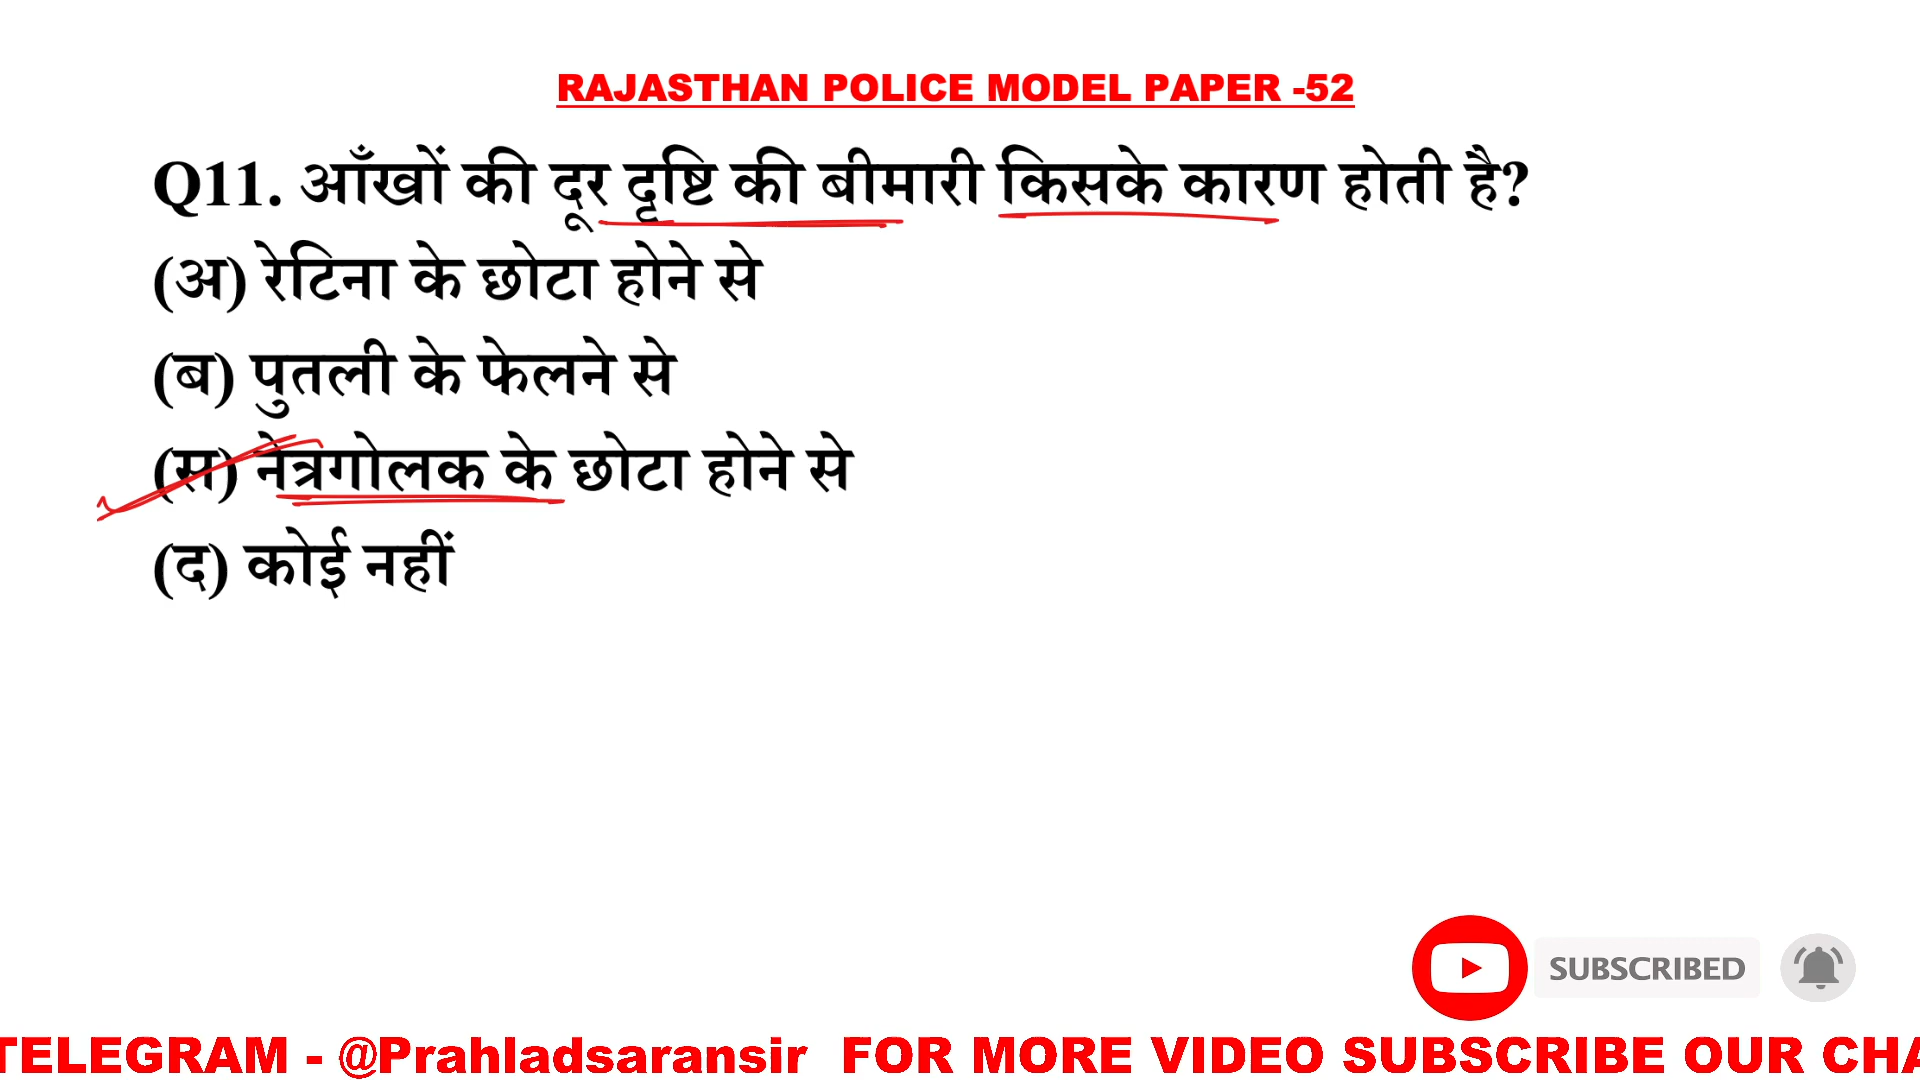 RAJASTHAN POLICE MODEL PAPER -52
Q11. आँखों की दूर दृष्टि की बीमारी किसके कारण होती है?
(अ) रेटिना के छोटा होने से
(ब) पुतली के फेलने से
(स) नेत्रगोलक के छोटा होने से
(द) कोई नहीं
SUBSCRIBED
TELEGRAM - @Prahladsaransir FOR MORE VIDEO SUBSCRIBE OUR CHA